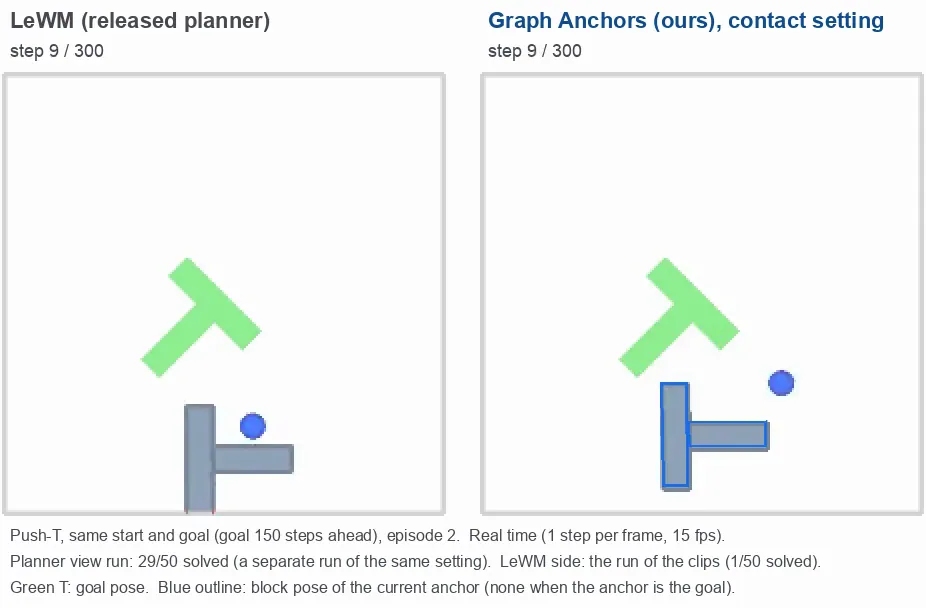 LeWM (released planner)
step 9 / 300
Graph Anchors (ours), contact setting
step 9 / 300
Push-T, same start and goal (goal 150 steps ahead), episode 2.  Real time (1 step per frame, 15 fps).
Planner view run: 29/50 solved (a separate run of the same setting).  LeWM side: the run of the clips (1/50 solved).
Green T: goal pose.  Blue outline: block pose of the current anchor (none when the anchor is the goal).